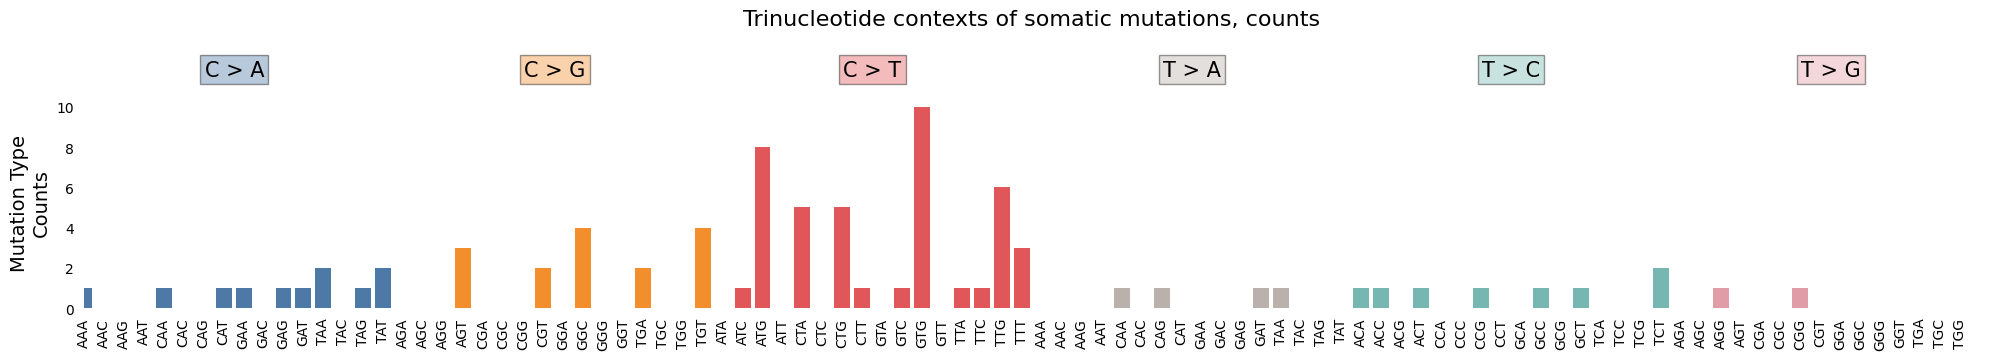 Trinucleotide contexts of somatic mutations, counts
C > A C > G C > T T > A T > C T > G
Mutation Type
Counts
10
8
6
4
2
0
AAA AAC AAG AAT CAA CAC CAG CAT GAA GAC GAG GAT TAA TAC TAG TAT AGA AGC AGG AGT CGA CGC CGG CGT GGA GGC GGG GGT TGA TGC TGG TGT ATA ATC ATG ATT CTA CTC CTG CTT GTA GTC GTG GTT TTA TTC TTG TTT AAA AAC AAG AAT CAA CAC CAG CAT GAA GAC GAG GAT TAA TAC TAG TAT ACA ACC ACG ACT CCA CCC CCG CCT GCA GCC GCG GCT TCA TCC TCG TCT AGA AGC AGG AGT CGA CGC CGG CGT GGA GGC GGG GGT TGA TGC TGG